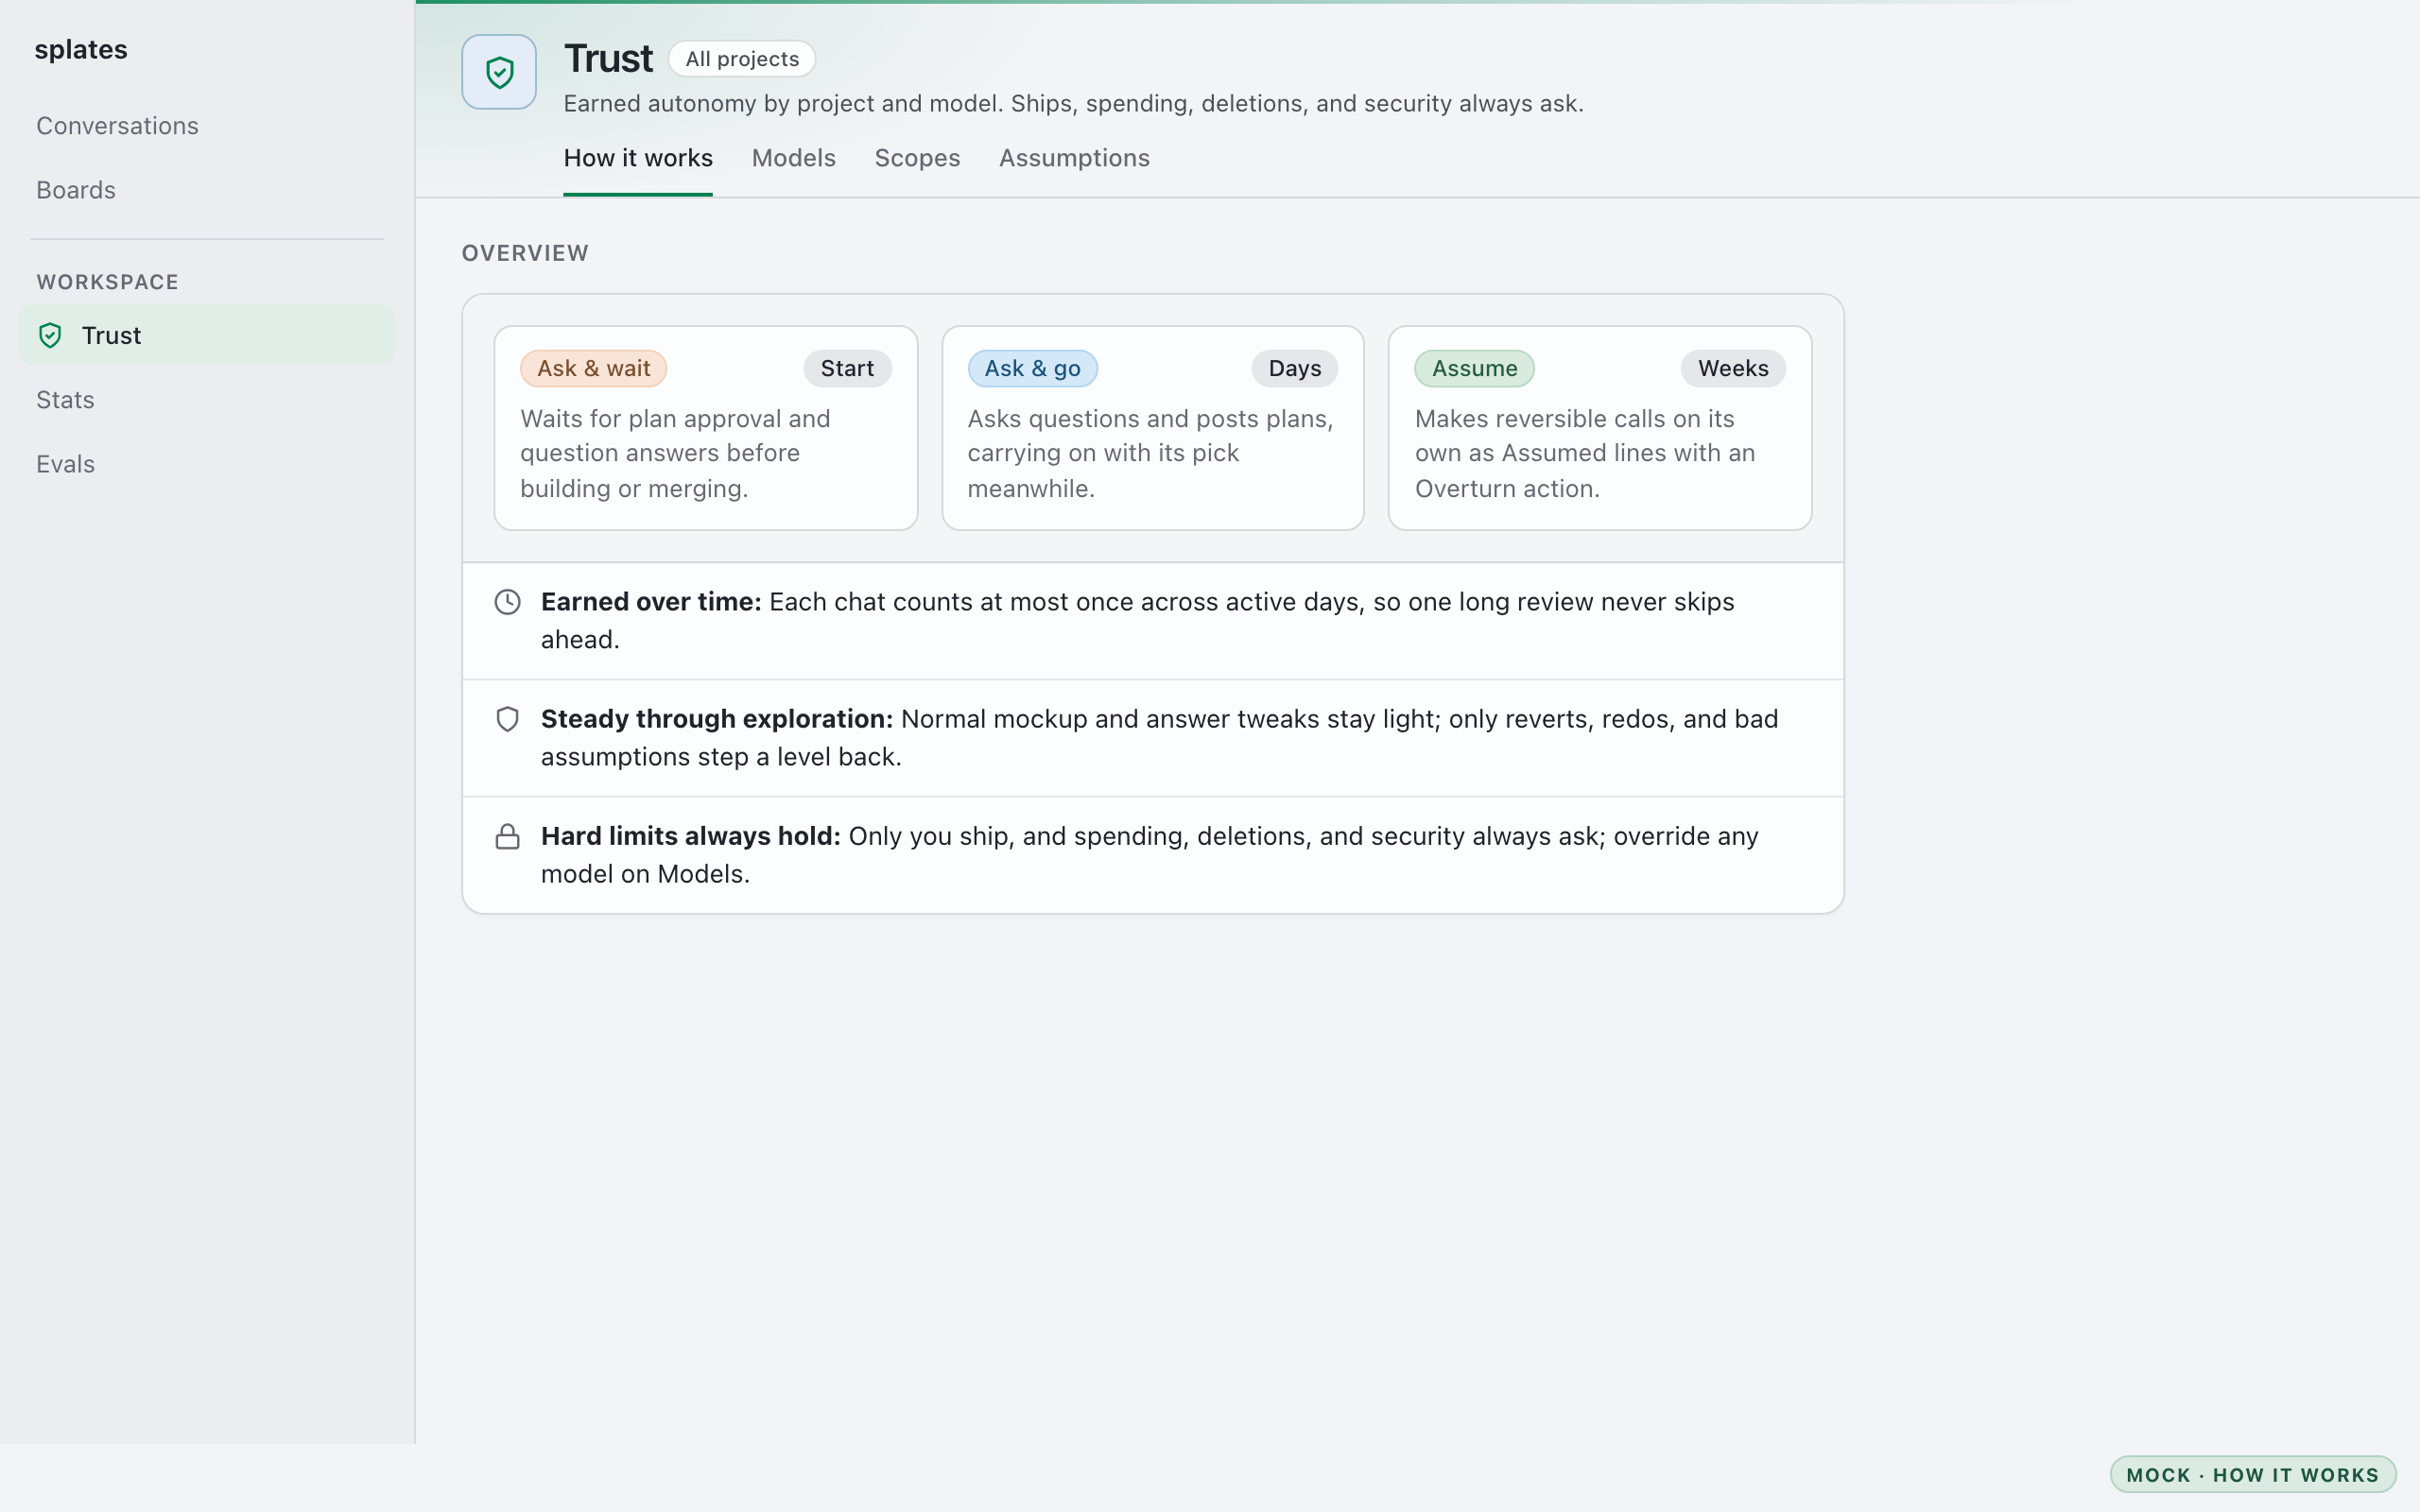 splates
Conversations
Boards
WORKSPACE
Trust
Stats
Evals
Trust
All projects
Earned autonomy by project and model. Ships, spending, deletions, and security always ask.
How it works
Models
Scopes
Assumptions
OVERVIEW
Ask & wait
Start
Waits for plan approval and
question answers before
building or merging.
Ask & go
Days
Asks questions and posts plans,
carrying on with its pick
meanwhile.
Assume
Weeks
Makes reversible calls on its
own as Assumed lines with an
Overturn action.
Earned over time: Each chat counts at most once across active days, so one long review never skips
ahead.
Steady through exploration: Normal mockup and answer tweaks stay light; only reverts, redos, and bad
assumptions step a level back.
Hard limits always hold: Only you ship, and spending, deletions, and security always ask; override any
model on Models.
MOCK · HOW IT WORKS